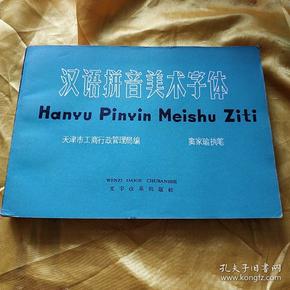 汉语拼音美术字体
Hanyu Pinyin Meishu Ziti
天津市工商行政管理局编 窦家瑜执笔
WENZI GAIGE CHUBANSHE
文字改革出版社
孔夫子旧书网